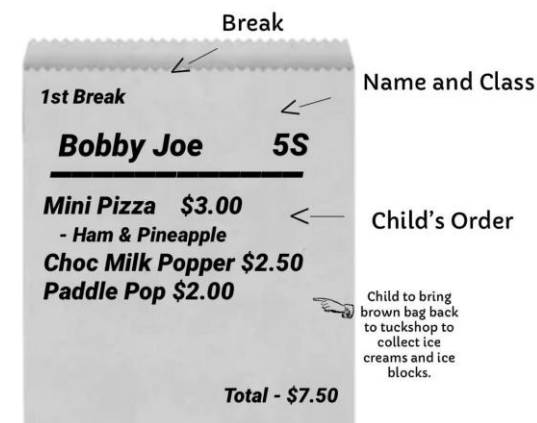 Break
Name and Class
1st Break
Bobby Joe 5S
Mini Pizza $3.00
- Ham & Pineapple
Choc Milk Popper $2.50
Paddle Pop $2.00
Total - $7.50
Child's Order
Child to bring
brown bag back
to tuckshop to
collect ice
creams and ice
blocks.